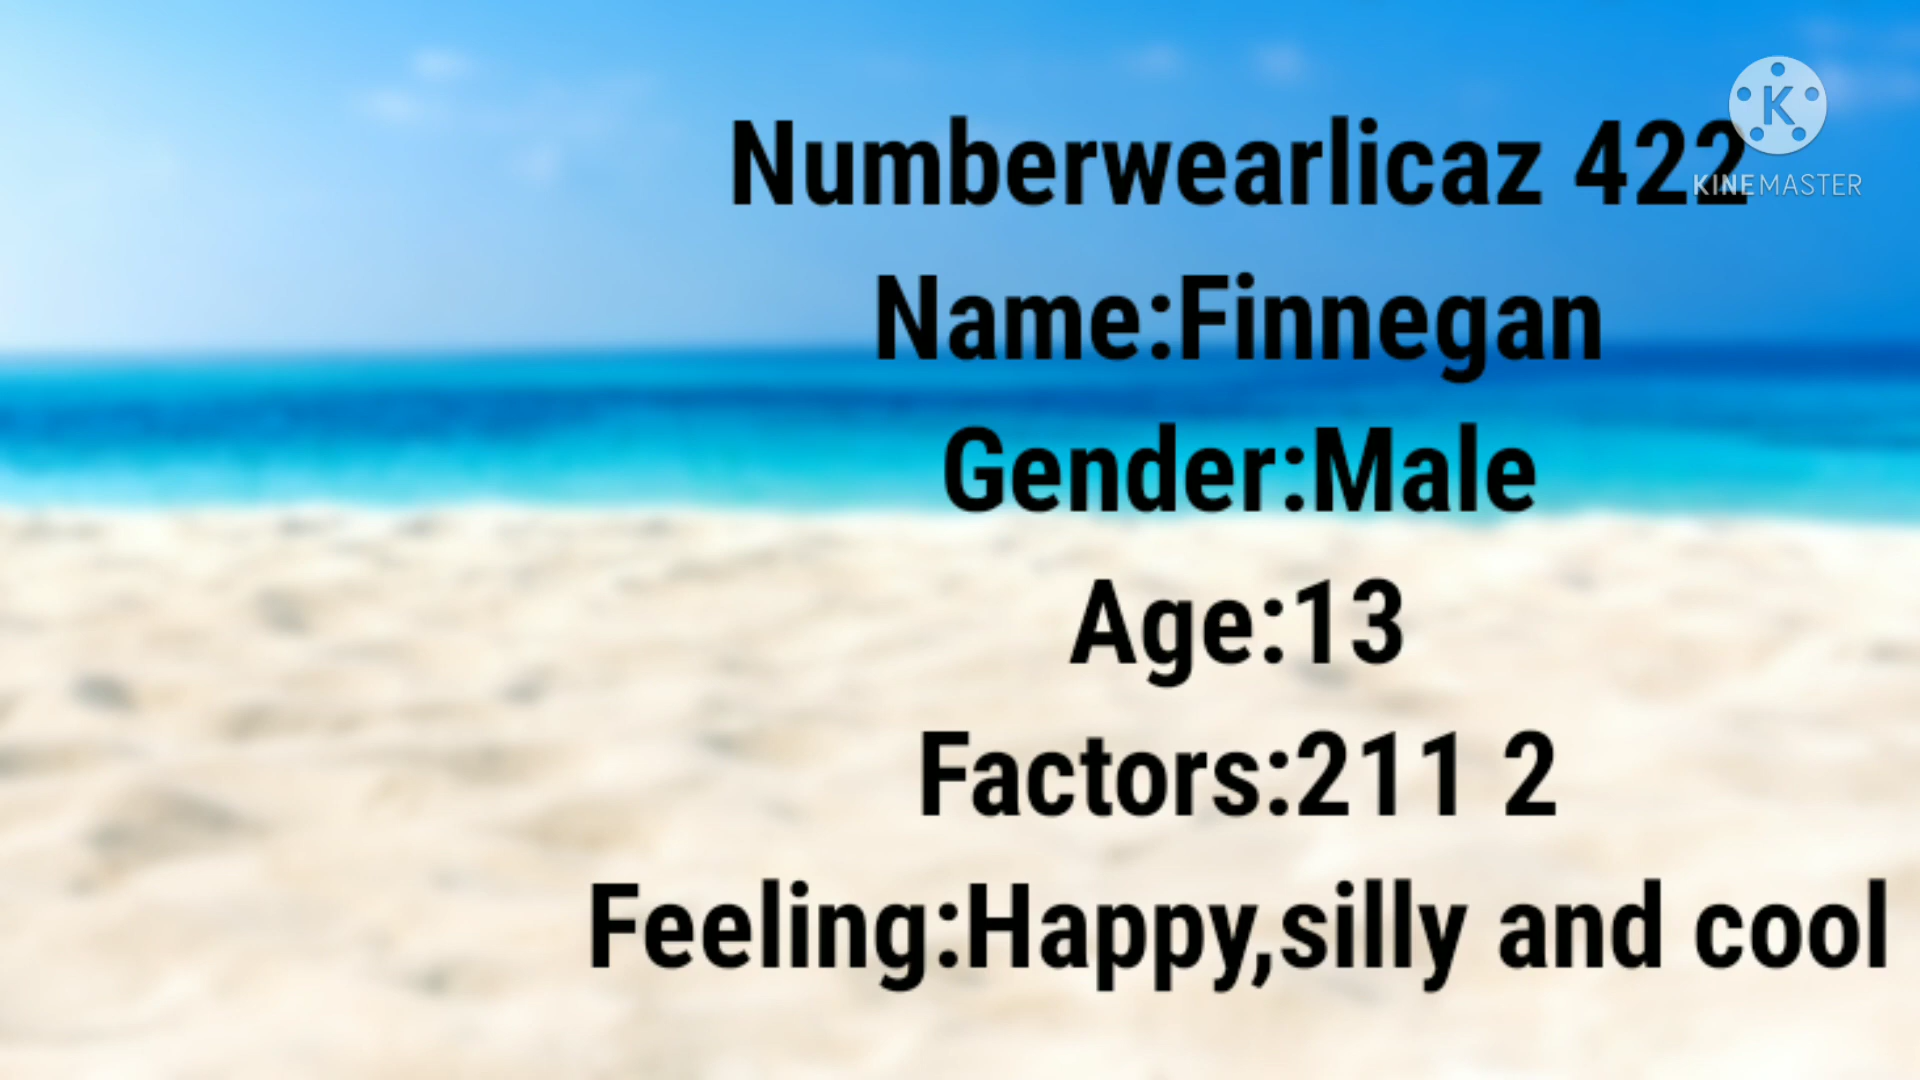 Numberwearlicaz 422
Name:Finnegan
Gender:Male
Age:13
Factors:211 2
Feeling:Happy,silly and cool
K
KINEMASTER